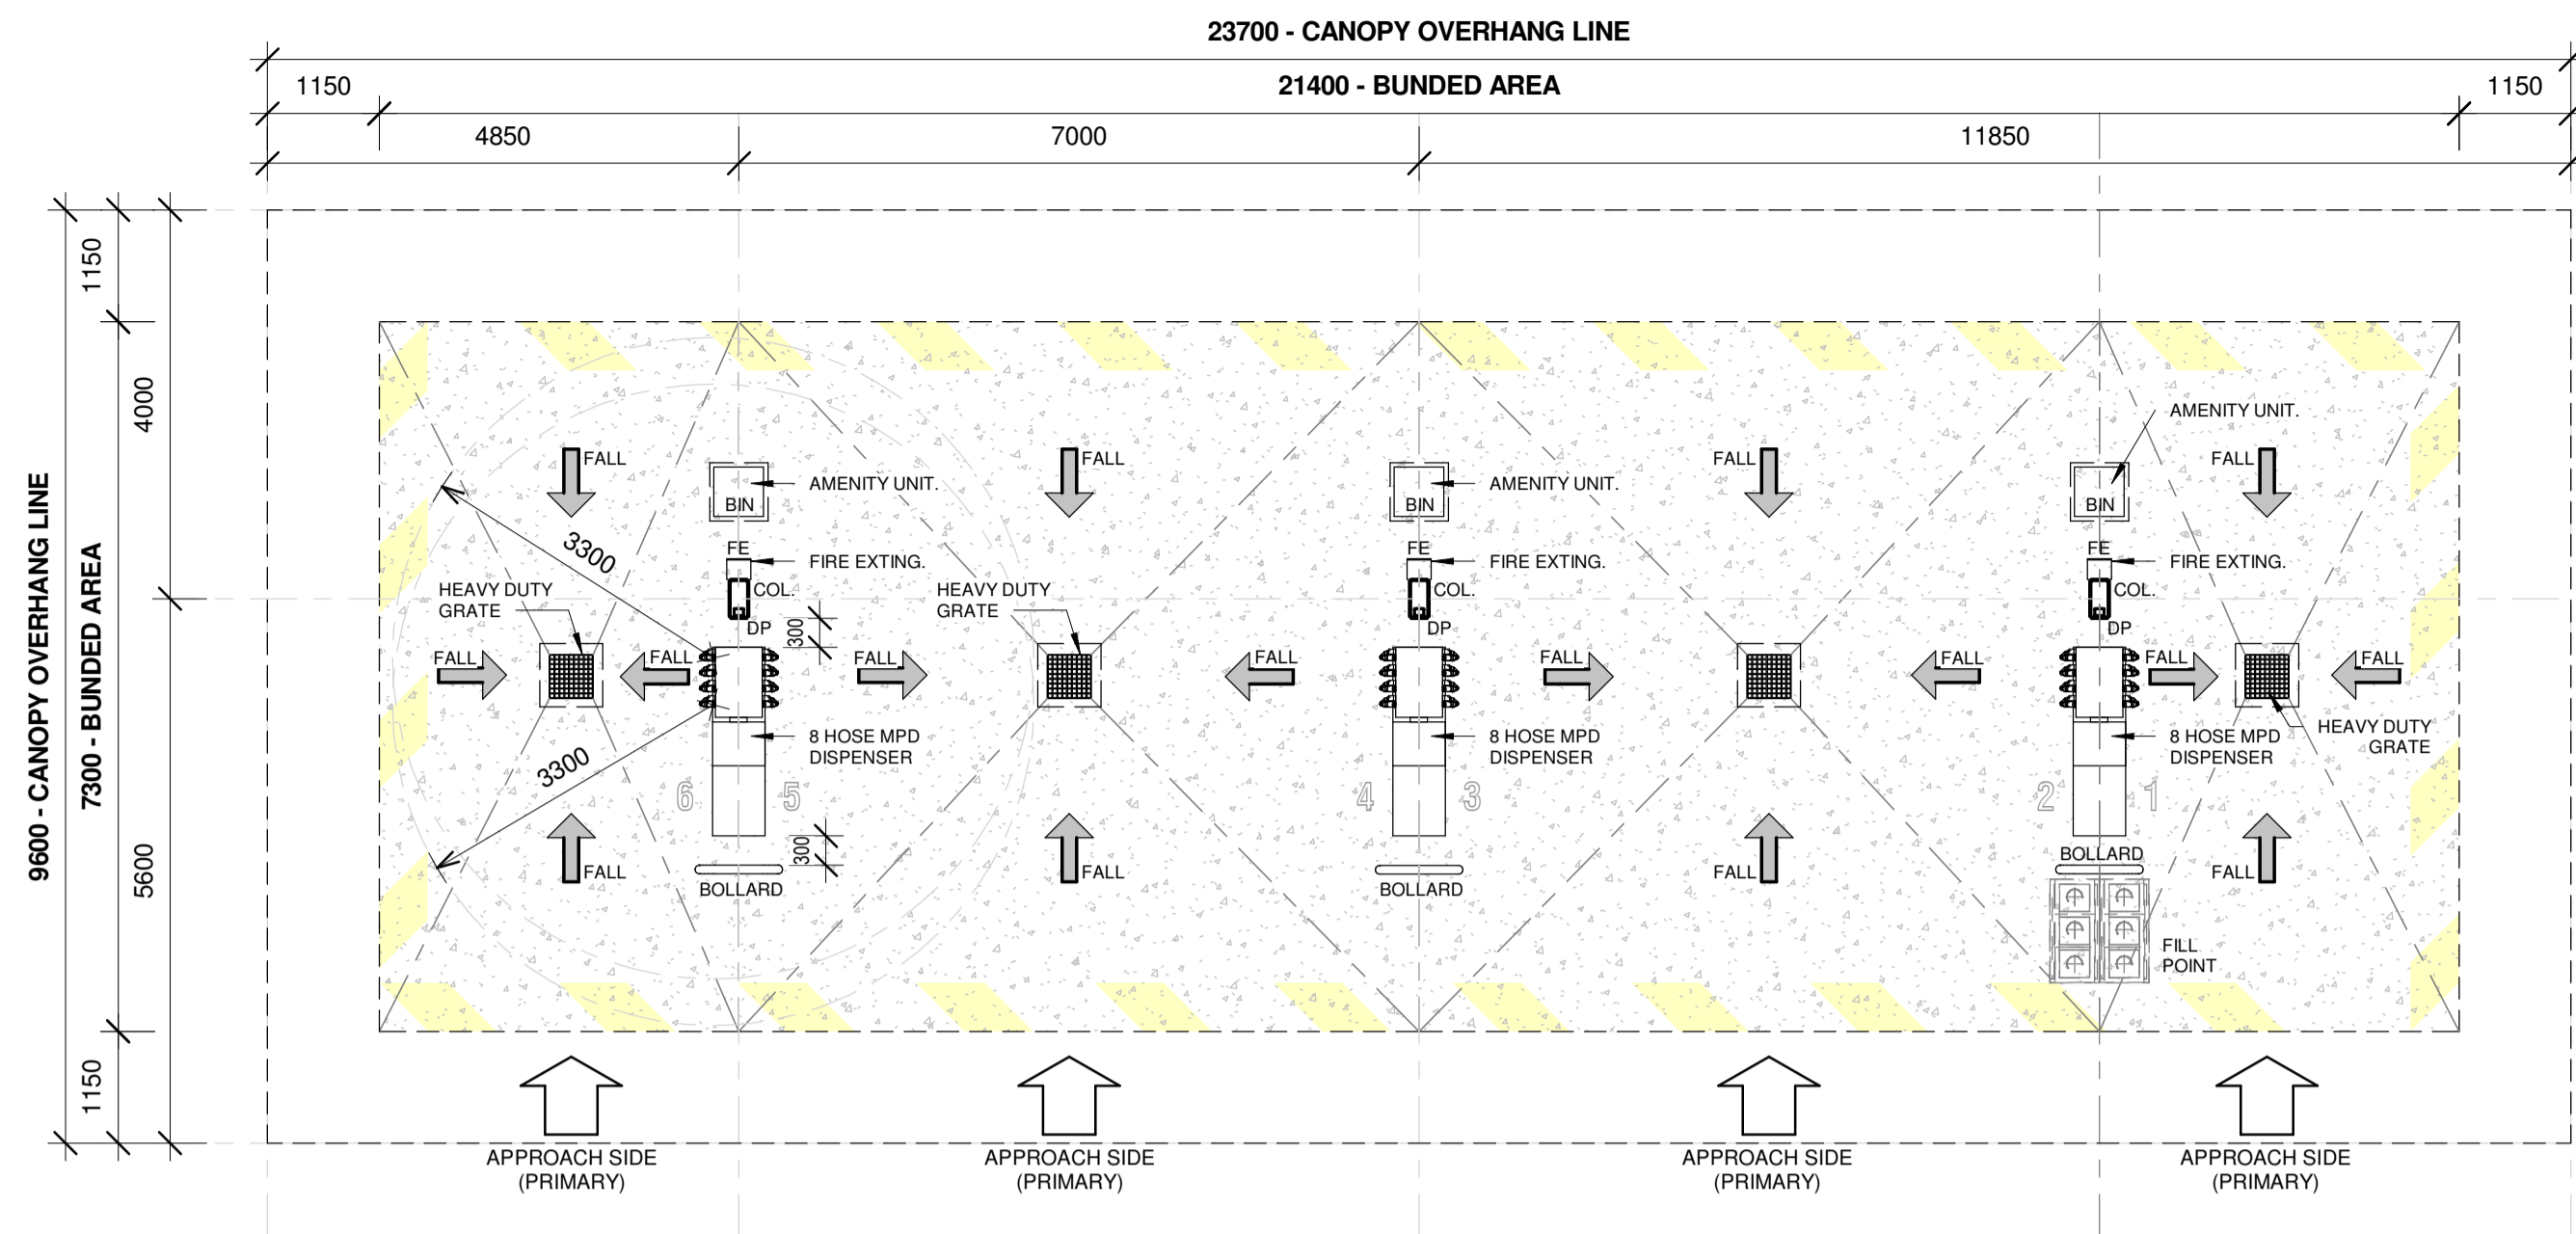 23700 - CANOPY OVERHANG LINE
1150
21400 - BUNDED AREA
1150
4850
7000
11850
9600 - CANOPY OVERHANG LINE
7300 - BUNDED AREA
1150
4000
5600
1150
AMENITY UNIT.
FALL
FALL
FALL
FALL
AMENITY UNIT.
AMENITY UNIT.
BIN
BIN
BIN
3300
FE
FE
FE
FIRE EXTING.
FIRE EXTING.
FIRE EXTING.
HEAVY DUTY
GRATE
COL.
HEAVY DUTY
GRATE
COL.
COL.
DP
300
DP
DP
FALL
FALL
FALL
FALL
FALL
FALL
FALL
FALL
8 HOSE MPD
DISPENSER
8 HOSE MPD
DISPENSER
8 HOSE MPD
DISPENSER
HEAVY DUTY
GRATE
3300
6
5
4
3
2
1
300
FALL
BOLLARD
FALL
BOLLARD
FALL
BOLLARD
FALL
FILL
POINT
APPROACH SIDE
(PRIMARY)
APPROACH SIDE
(PRIMARY)
APPROACH SIDE
(PRIMARY)
APPROACH SIDE
(PRIMARY)